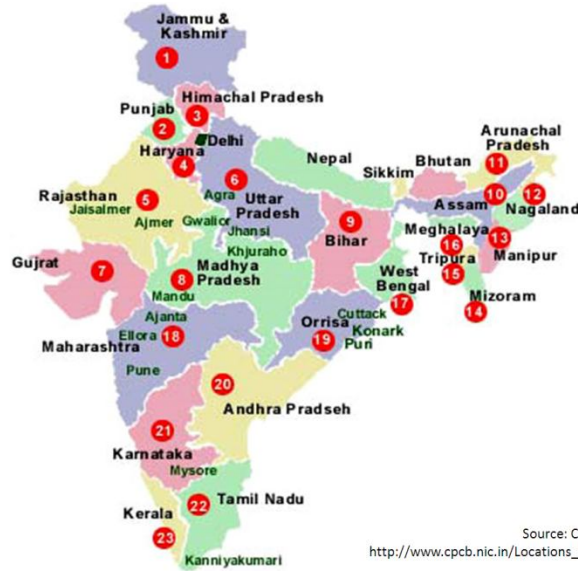 Jammu &
Kashmir
1
Himachal Pradesh
Punjab
3
2
Delhi
Haryana
4
Arunachal
Pradesh
Nepal
Bhutan
11
Sikkim
6
Rajasthan
5
Agra
Uttar
Pradesh
Assam
10
12
Jaisalmer
Ajmer
Gwalior
Jhansi
9
Bihar
Nagaland
Meghalaya
13
16
Manipur
Khjuraho
Gujrat
7
8
Madhya
Pradesh
Tripura
15
Mandu
West
Bengal
17
Mizoram
14
Ajanta
Ellora
18
Maharashtra
Orrisa
19
Cuttack
Konark
Puri
Pune
20
Andhra Pradseh
21
Karnataka
Mysore
22
Tamil Nadu
Kerala
23
Kanniyakumari
Source: C
http://www.cpcb.nic.in/Locations_